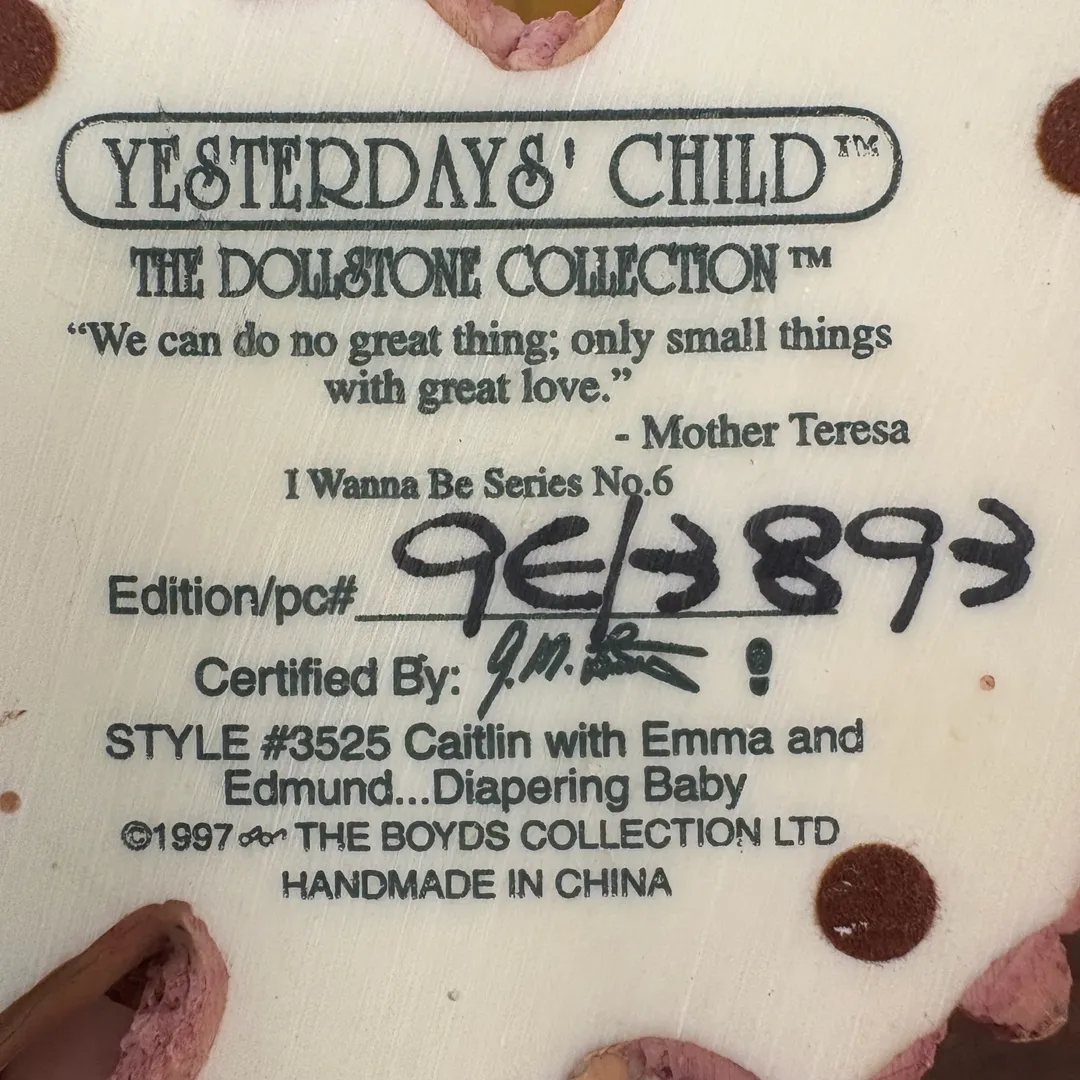 YESTERDAYS' CHILD™
THE DOLLSTONE COLLECTION™
“We can do no great thing; only small things
with great love.”
- Mother Teresa
I Wanna Be Series No.6
Edition/pc# 9E/3893
Certified By: J.M.
STYLE #3525 Caitlin with Emma and
Edmund...Diapering Baby
©1997 THE BOYDS COLLECTION LTD
HANDMADE IN CHINA